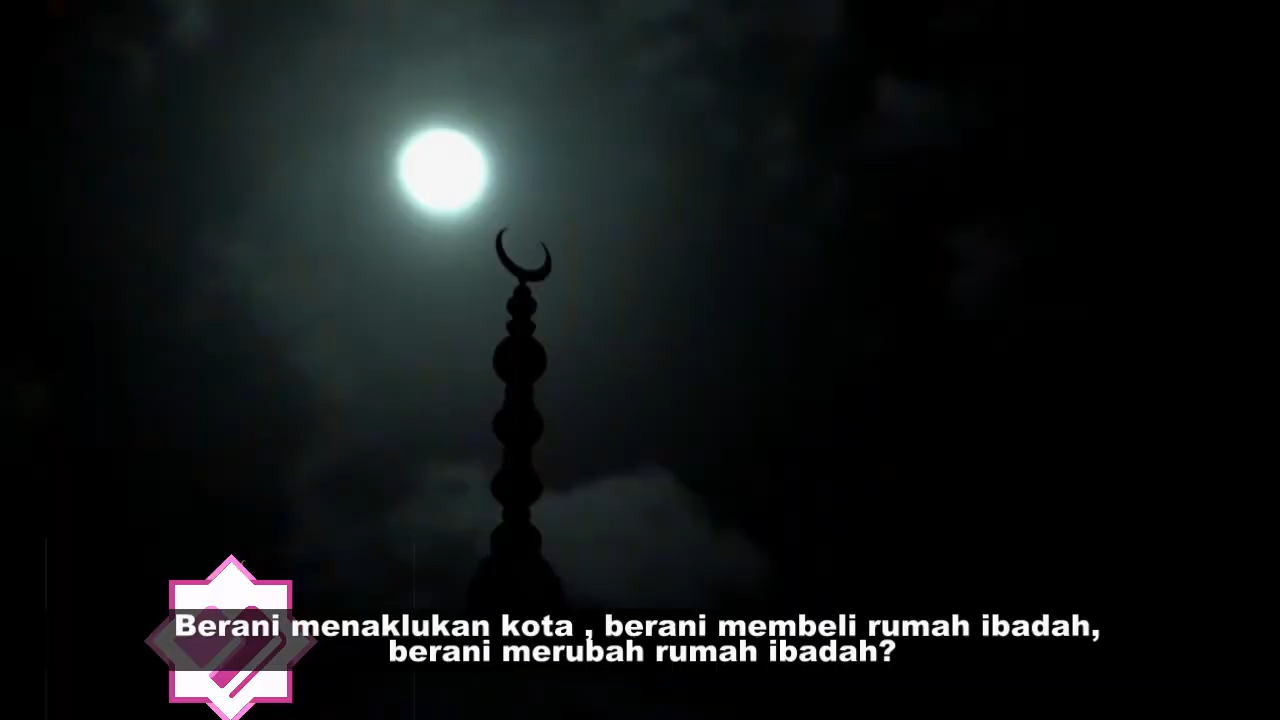 Berani menaklukan kota , berani membeli rumah ibadah,
berani merubah rumah ibadah?